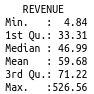 REVENUE
Min.   :  4.84
1st Qu.: 33.31
Median : 46.99
Mean   : 59.68
3rd Qu.: 71.22
Max.   :526.56